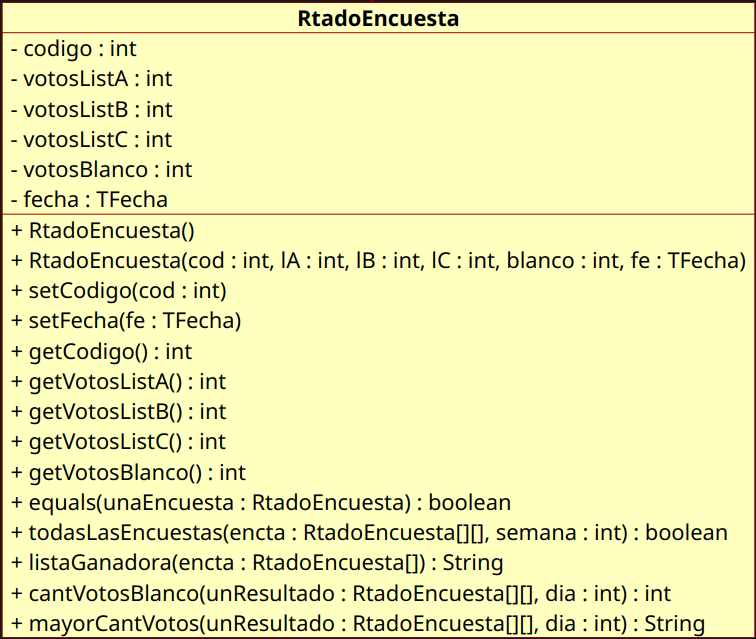 RtadoEncuesta
- codigo : int
- votosListA : int
- votosListB : int
- votosListC : int
- votosBlanco : int
- fecha : TFecha
+ RtadoEncuesta()
+ RtadoEncuesta(cod : int, lA : int, lB : int, lC : int, blanco : int, fe : TFecha)
+ setCodigo(cod : int)
+ setFecha(fe : TFecha)
+ getCodigo() : int
+ getVotosListA() : int
+ getVotosListB() : int
+ getVotosListC() : int
+ getVotosBlanco() : int
+ equals(unaEncuesta : RtadoEncuesta) : boolean
+ todasLasEncuestas(encta : RtadoEncuesta[][], semana : int) : boolean
+ listaGanadora(encta : RtadoEncuesta[]) : String
+ cantVotosBlanco(unResultado : RtadoEncuesta[][], dia : int) : int
+ mayorCantVotos(unResultado : RtadoEncuesta[][], dia : int) : String